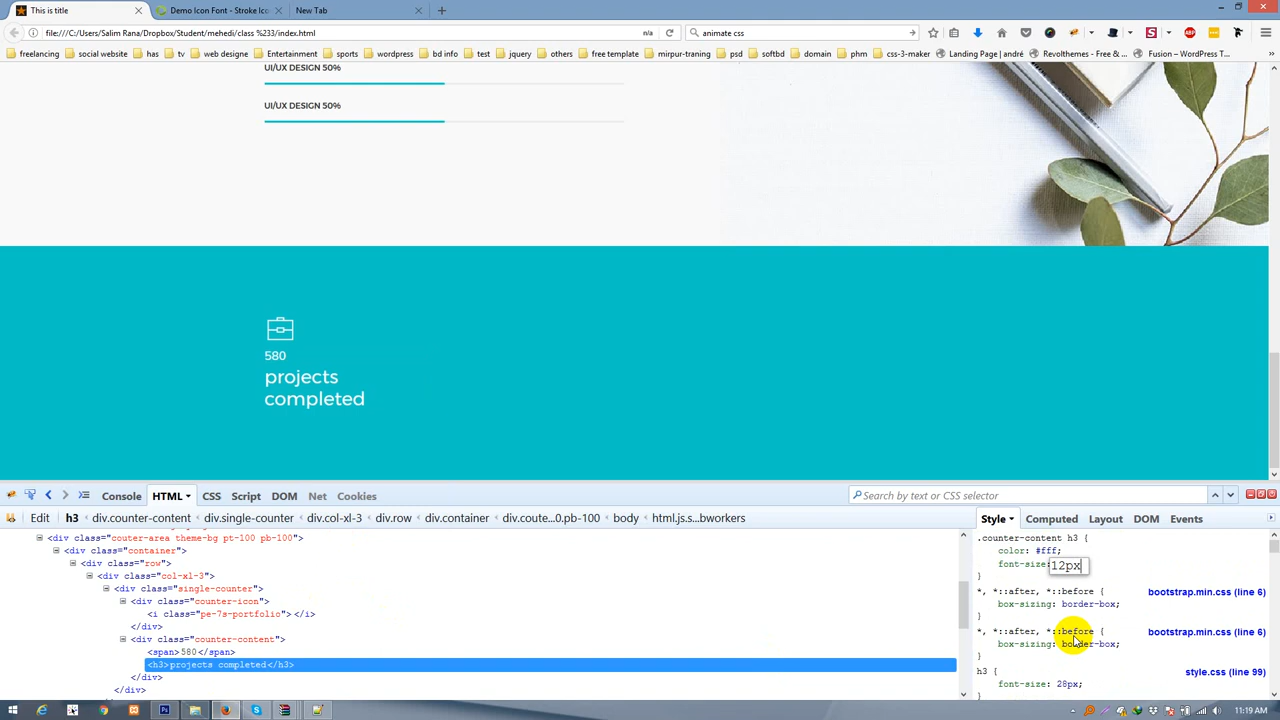 This is title
Demo Icon Font - Stroke Ico
New Tab
file:///C:/Users/Salim Rana/Dropbox/Student/mehedi/class %233/index.html
n/a
animate css
freelancing
social website
has
tv
web designe
Entertainment
sports
wordpress
bd info
test
jquery
others
free template
mirpur-traning
psd
softbd
domain
phm
css-3-maker
Landing Page | andré
Revolthemes - Free & ...
Fusion – WordPress T...
UI/UX DESIGN 50%
UI/UX DESIGN 50%
580
projects
completed
Console
HTML
CSS
Script
DOM
Net
Cookies
Search by text or CSS selector
Edit
h3
div.counter-content
div.single-counter
div.col-xl-3
div.row
div.container
div.coute...0.pb-100
body
html.js.s...bworkers
Style
Computed
Layout
DOM
Events
<div class="couter-area theme-bg pt-100 pb-100">
<div class="container">
<div class="row">
<div class="col-xl-3">
<div class="single-counter">
<div class="counter-icon">
<i class="pe-7s-portfolio"></i>
</div>
<div class="counter-content">
<span>580</span>
<h3>projects completed</h3>
</div>
</div>
.counter-content h3 {
color: #fff;
font-size: 12px
}
*, *::after, *::before {
bootstrap.min.css (line 6)
box-sizing: border-box;
}
*, *::after, *::before {
bootstrap.min.css (line 6)
box-sizing: border-box;
}
h3 {
style.css (line 99)
font-size: 28px;
}
11:19 AM